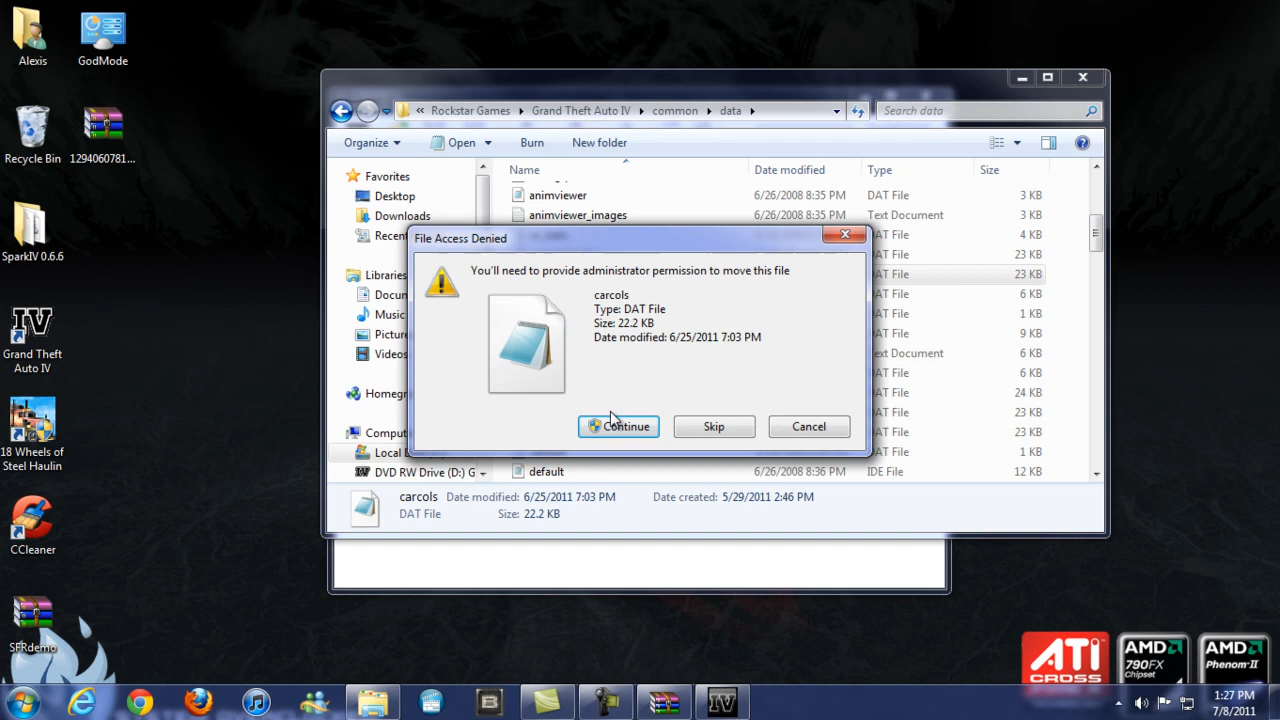 Alexis
GodMode
Recycle Bin
1294060781...
SparkIV 0.6.6
Grand Theft
Auto IV
18 Wheels of
Steel Haulin
CCleaner
SFRdemo
« Rockstar Games Grand Theft Auto IV common data
Search data
Organize Open Burn New folder
Name Date modified Type Size
animviewer 6/26/2008 8:35 PM DAT File 3 KB
animviewer_images 6/26/2008 8:35 PM Text Document 3 KB
AT File 4 KB
AT File 23 KB
AT File 23 KB
AT File 6 KB
AT File 1 KB
AT File 9 KB
ext Document 6 KB
AT File 6 KB
AT File 24 KB
AT File 23 KB
AT File 23 KB
AT File 1 KB
default 6/26/2008 8:36 PM IDE File 12 KB
Favorites
Desktop
Downloads
Recen
Libraries
Docum
Music
Picture
Videos
Homegr
Compute
Local D
DVD RW Drive (D:) G
File Access Denied
You'll need to provide administrator permission to move this file
carcols
Type: DAT File
Size: 22.2 KB
Date modified: 6/25/2011 7:03 PM
Continue Skip Cancel
carcols Date modified: 6/25/2011 7:03 PM Date created: 5/29/2011 2:46 PM
DAT File Size: 22.2 KB
ATI
CROSS
AMD
790FX
Chipset
AMD
Phenom-II
1:27 PM
7/8/2011